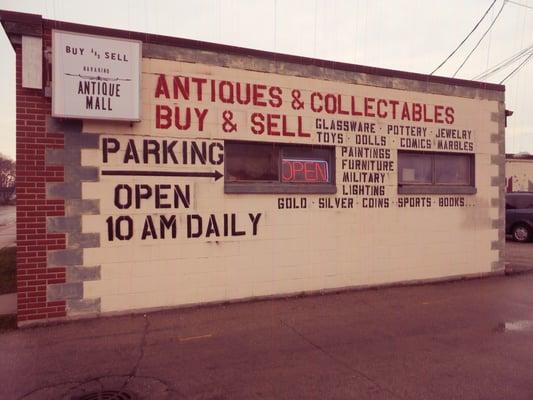 BUY AND SELL
ANTIQUE
MALL
ANTIQUES & COLLECTABLES
BUY & SELL
GLASSWARE · POTTERY · JEWELRY
TOYS · DOLLS · COMICS · MARBLES
PAINTINGS
FURNITURE
MILITARY
LIGHTING
GOLD · SILVER · COINS · SPORTS · BOOKS...
PARKING
OPEN
10 AM DAILY
OPEN